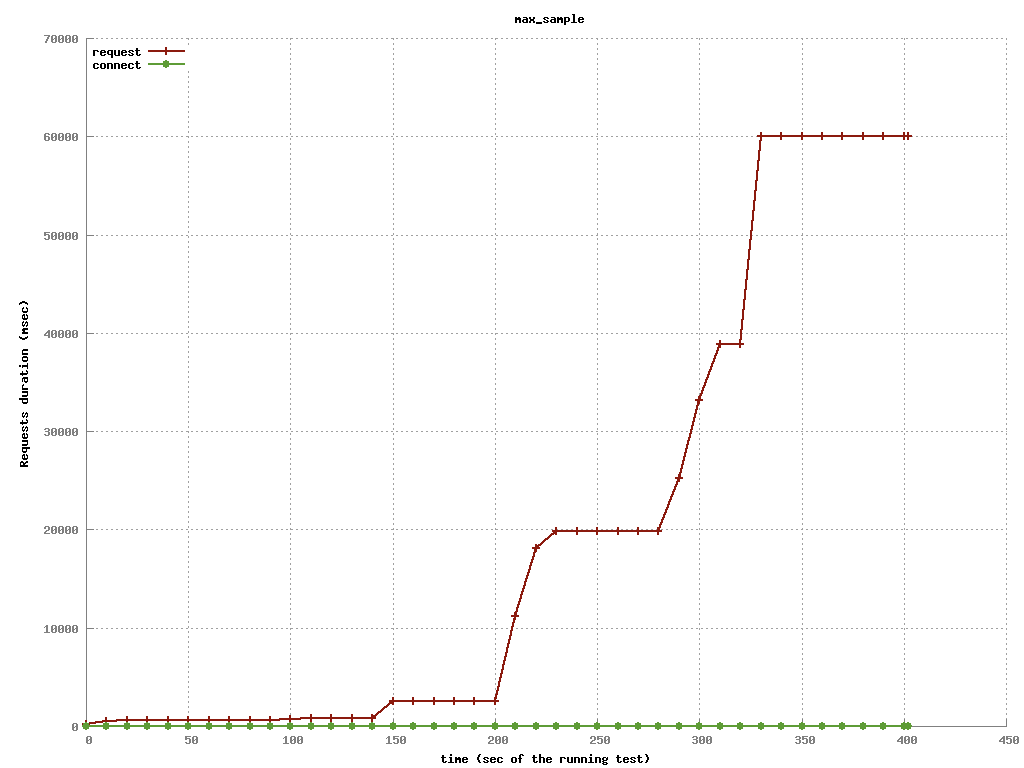 max_sample
70000
request
connect
60000
50000
40000
30000
20000
10000
0
Requests duration (msec)
0 50 100 150 200 250 300 350 400 450
time (sec of the running test)